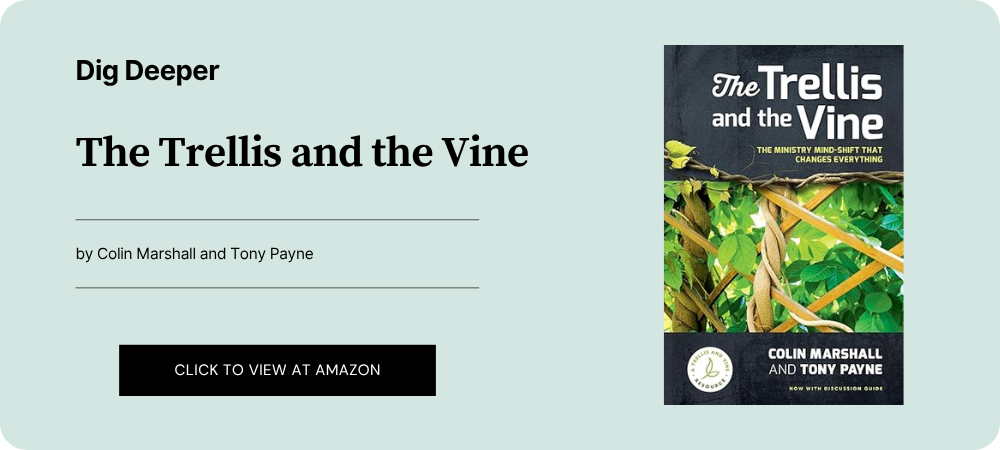 Dig Deeper
The Trellis and the Vine
by Colin Marshall and Tony Payne
CLICK TO VIEW AT AMAZON
The Trellis
and the Vine
THE MINISTRY MIND-SHIFT THAT
CHANGES EVERYTHING
A TRELLIS AND VINE
RESOURCE
COLIN MARSHALL
AND TONY PAYNE
NOW WITH DISCUSSION GUIDE